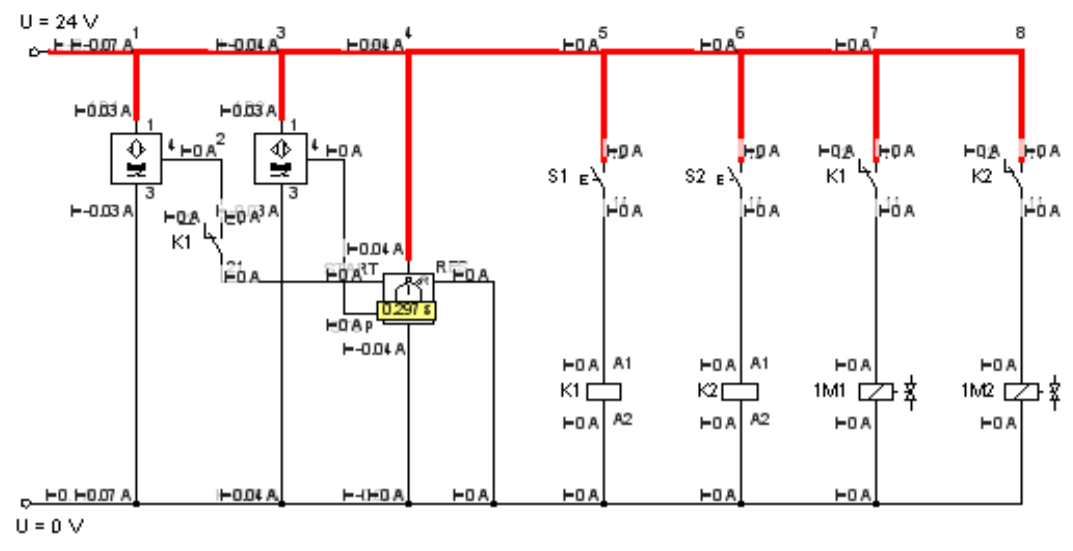 U = 24 V
1 3 4 5 6 7 8
-0.07 A -0.04 A 0.04 A 0 A 0 A 0 A
0.03 A 0.03 A
1 1
4 0 A 2 4 0 A 0 A 0 A 0 A 0 A 0 A 0 A
S1 E S2 E K1 K2
3 3
-0.03 A 0 A 0 A 3 A 0 A 0 A 0 A 0 A
K1
0.04 A
21
0 A 0 A 0 A
0.297 s
0 A P
-0.04 A
0 A A1 0 A A1 0 A 0 A
K1 K2 1M1 1M2
0 A A2 0 A A2 0 A 0 A
0.07 A 0.04 A 0 A 0 A 0 A 0 A 0 A
U = 0 V